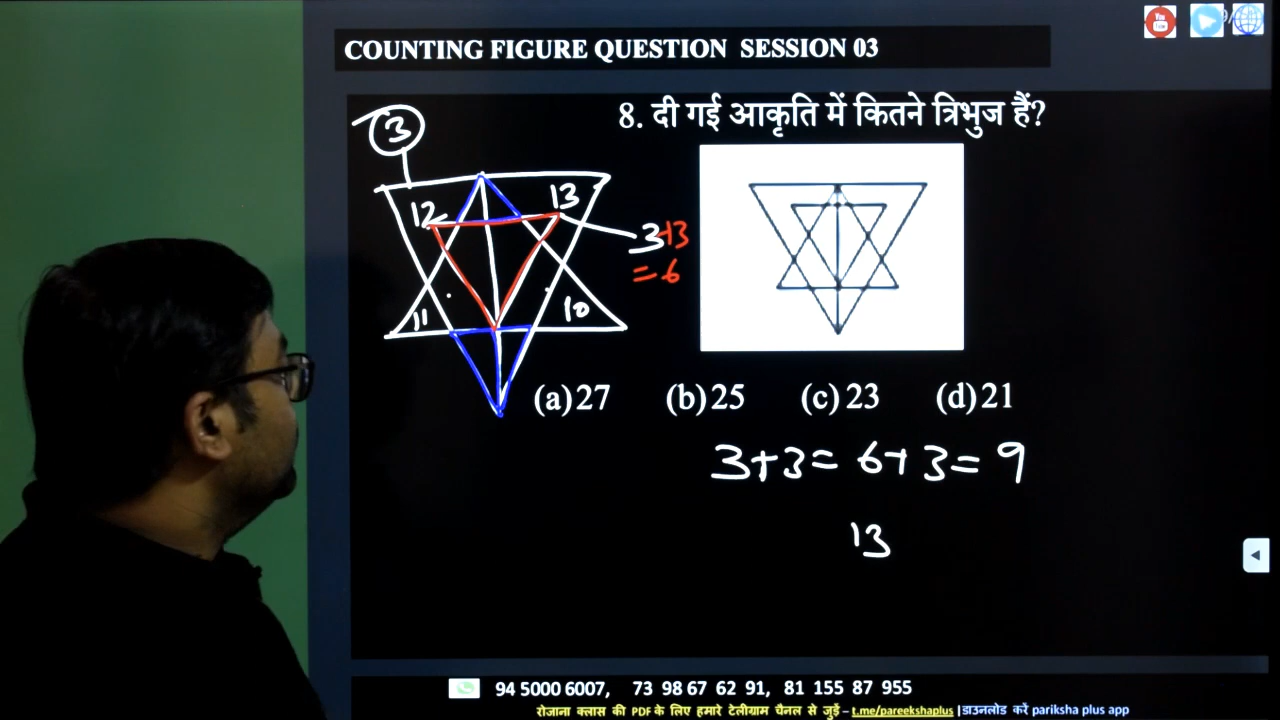 COUNTING FIGURE QUESTION SESSION 03
8. दी गई आकृति में कितने त्रिभुज हैं?
3
12 13
3+3
= 6
11 10
(a)27 (b)25 (c)23 (d)21
3+3= 6+3=9
13
94 5000 6007, 73 98 67 62 91, 81 155 87 955
रोजाना क्लास की PDF के लिए हमारे टेलीग्राम चैनल से जुड़ें – t.me/pareekshaplus |डाउनलोड करें pariksha plus app